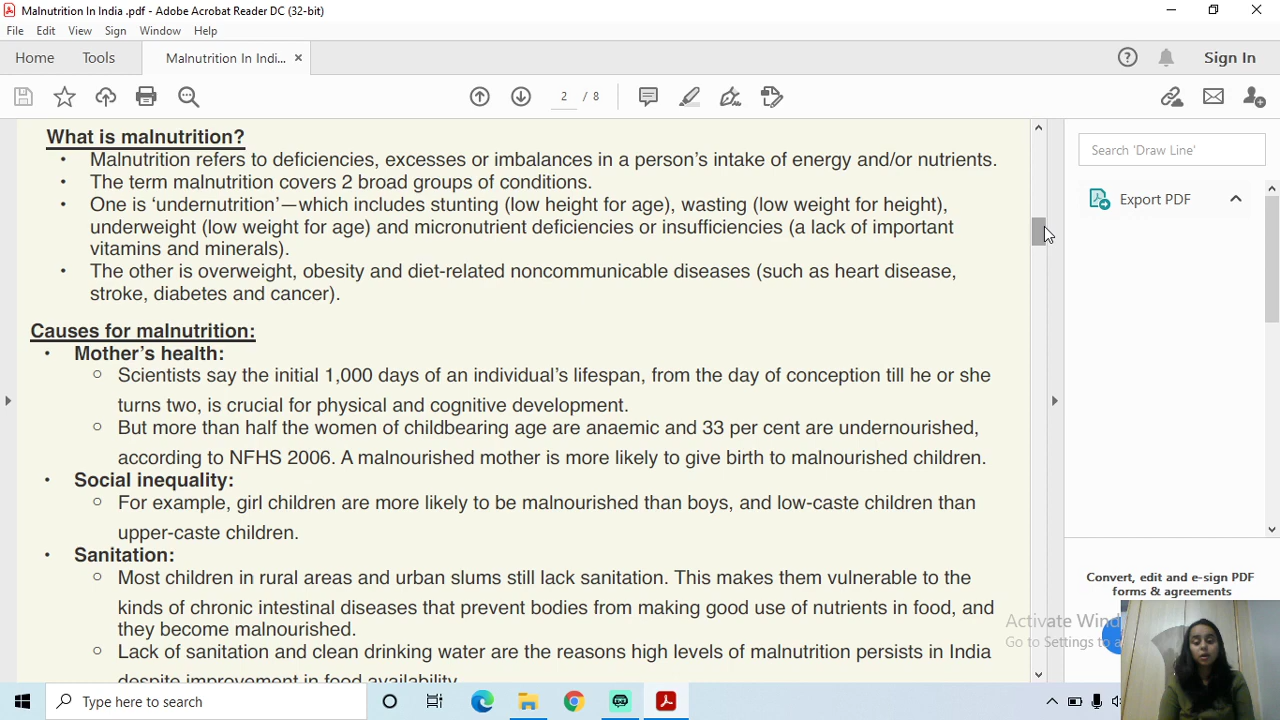 Malnutrition In India .pdf - Adobe Acrobat Reader DC (32-bit)
File Edit View Sign Window Help
Home Tools Malnutrition In Indi... ×
? Sign In
2 / 8
Search 'Draw Line'
Export PDF
What is malnutrition?
• Malnutrition refers to deficiencies, excesses or imbalances in a person's intake of energy and/or nutrients.
• The term malnutrition covers 2 broad groups of conditions.
• One is 'undernutrition'—which includes stunting (low height for age), wasting (low weight for height),
underweight (low weight for age) and micronutrient deficiencies or insufficiencies (a lack of important
vitamins and minerals).
• The other is overweight, obesity and diet-related noncommunicable diseases (such as heart disease,
stroke, diabetes and cancer).
Causes for malnutrition:
• Mother's health:
○ Scientists say the initial 1,000 days of an individual's lifespan, from the day of conception till he or she
turns two, is crucial for physical and cognitive development.
○ But more than half the women of childbearing age are anaemic and 33 per cent are undernourished,
according to NFHS 2006. A malnourished mother is more likely to give birth to malnourished children.
• Social inequality:
○ For example, girl children are more likely to be malnourished than boys, and low-caste children than
upper-caste children.
• Sanitation:
○ Most children in rural areas and urban slums still lack sanitation. This makes them vulnerable to the
kinds of chronic intestinal diseases that prevent bodies from making good use of nutrients in food, and
they become malnourished.
○ Lack of sanitation and clean drinking water are the reasons high levels of malnutrition persists in India
despite improvement in food availability.
Convert, edit and e-sign PDF
forms & agreements
Activate Wind
Go to Settings to a
Type here to search